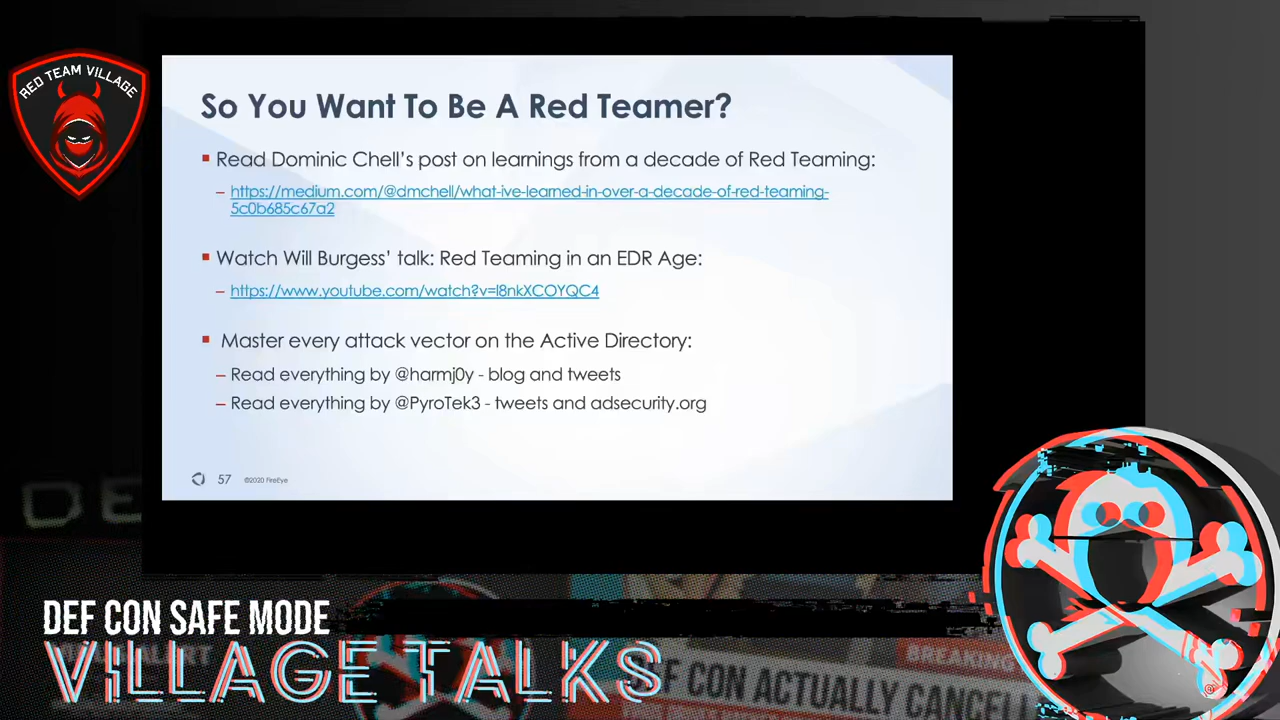 RED TEAM VILLAGE
So You Want To Be A Red Teamer?
▪ Read Dominic Chell's post on learnings from a decade of Red Teaming:
– https://medium.com/@dmchell/what-ive-learned-in-over-a-decade-of-red-teaming-
5c0b685c67a2
▪ Watch Will Burgess' talk: Red Teaming in an EDR Age:
– https://www.youtube.com/watch?v=l8nkXCOYQC4
▪ Master every attack vector on the Active Directory:
– Read everything by @harmj0y - blog and tweets
– Read everything by @PyroTek3 - tweets and adsecurity.org
57 ©2020 FireEye
DE
DEF CON SAFE MODE
VILLAGE TALKS
BREAKING
DEF CON ACTUALLY CANCELL